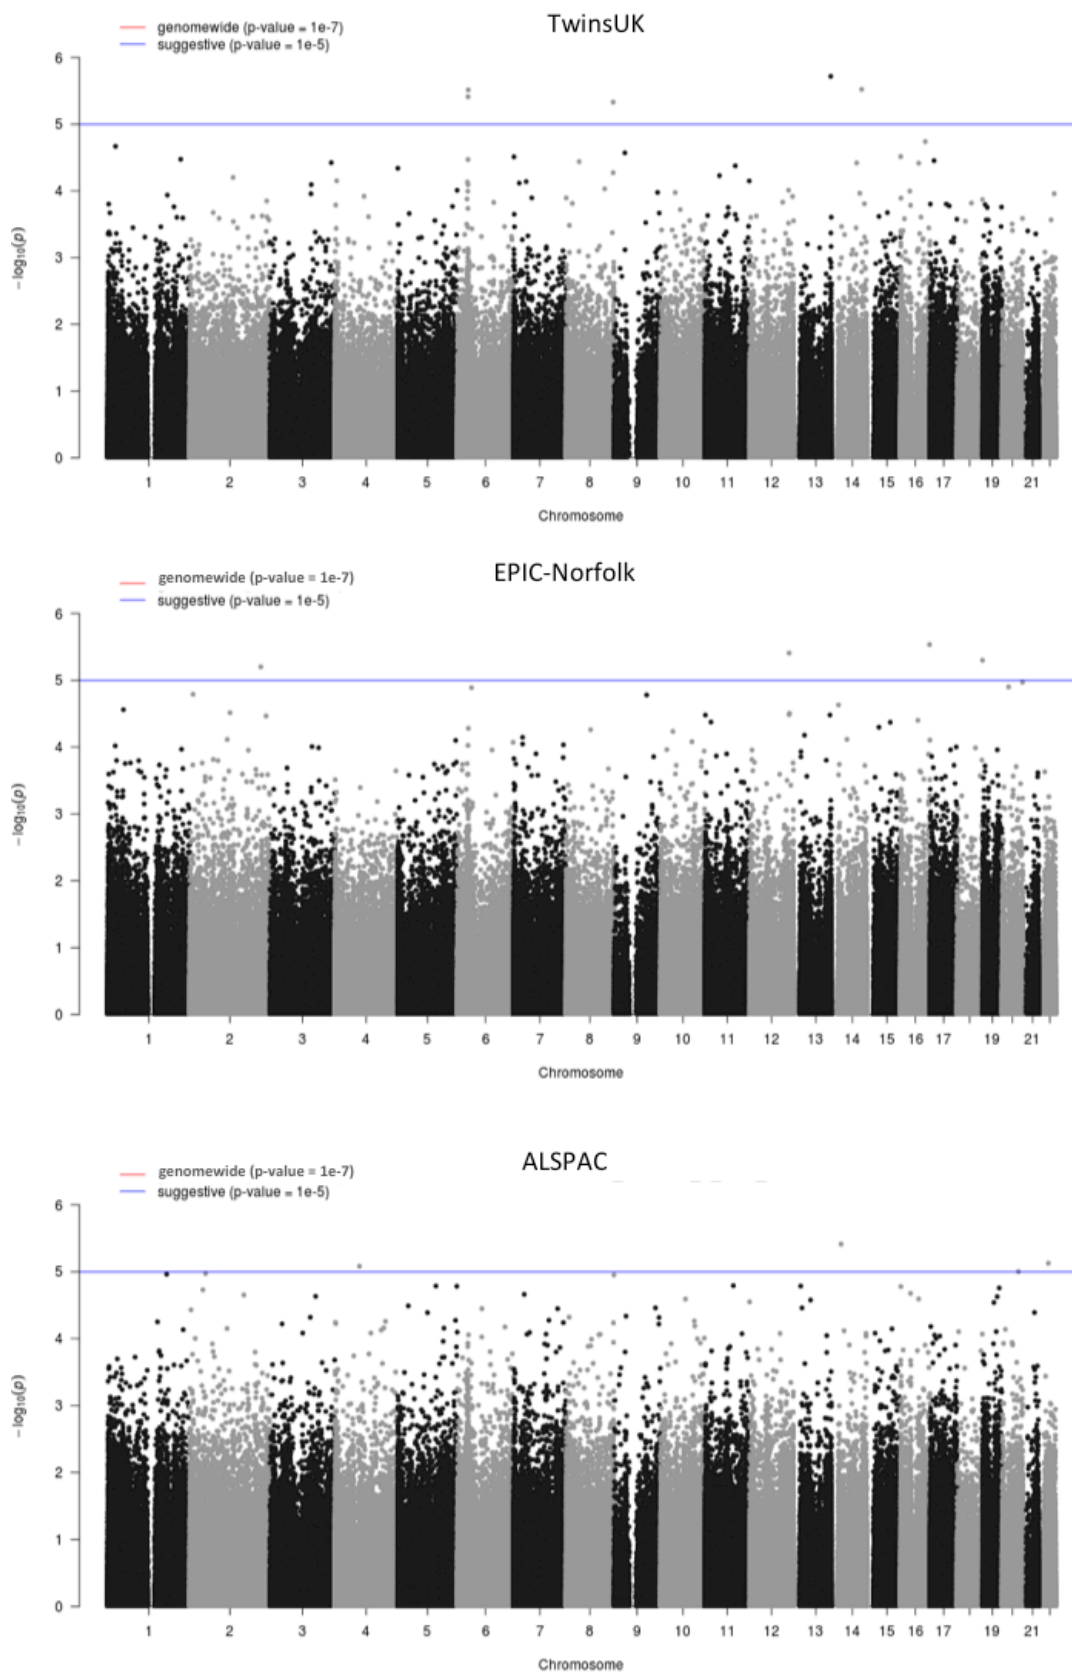 TwinsUK
genomewide (p-value = 1e-7)
suggestive (p-value = 1e-5)
6
5
4
3
2
1
0
−log10(p)
1 2 3 4 5 6 7 8 9 10 11 12 13 14 15 16 17 19 21
Chromosome
EPIC-Norfolk
genomewide (p-value = 1e-7)
suggestive (p-value = 1e-5)
6
5
4
3
2
1
0
−log10(p)
1 2 3 4 5 6 7 8 9 10 11 12 13 14 15 16 17 19 21
Chromosome
ALSPAC
genomewide (p-value = 1e-7)
suggestive (p-value = 1e-5)
6
5
4
3
2
1
0
−log10(p)
1 2 3 4 5 6 7 8 9 10 11 12 13 14 15 16 17 19 21
Chromosome